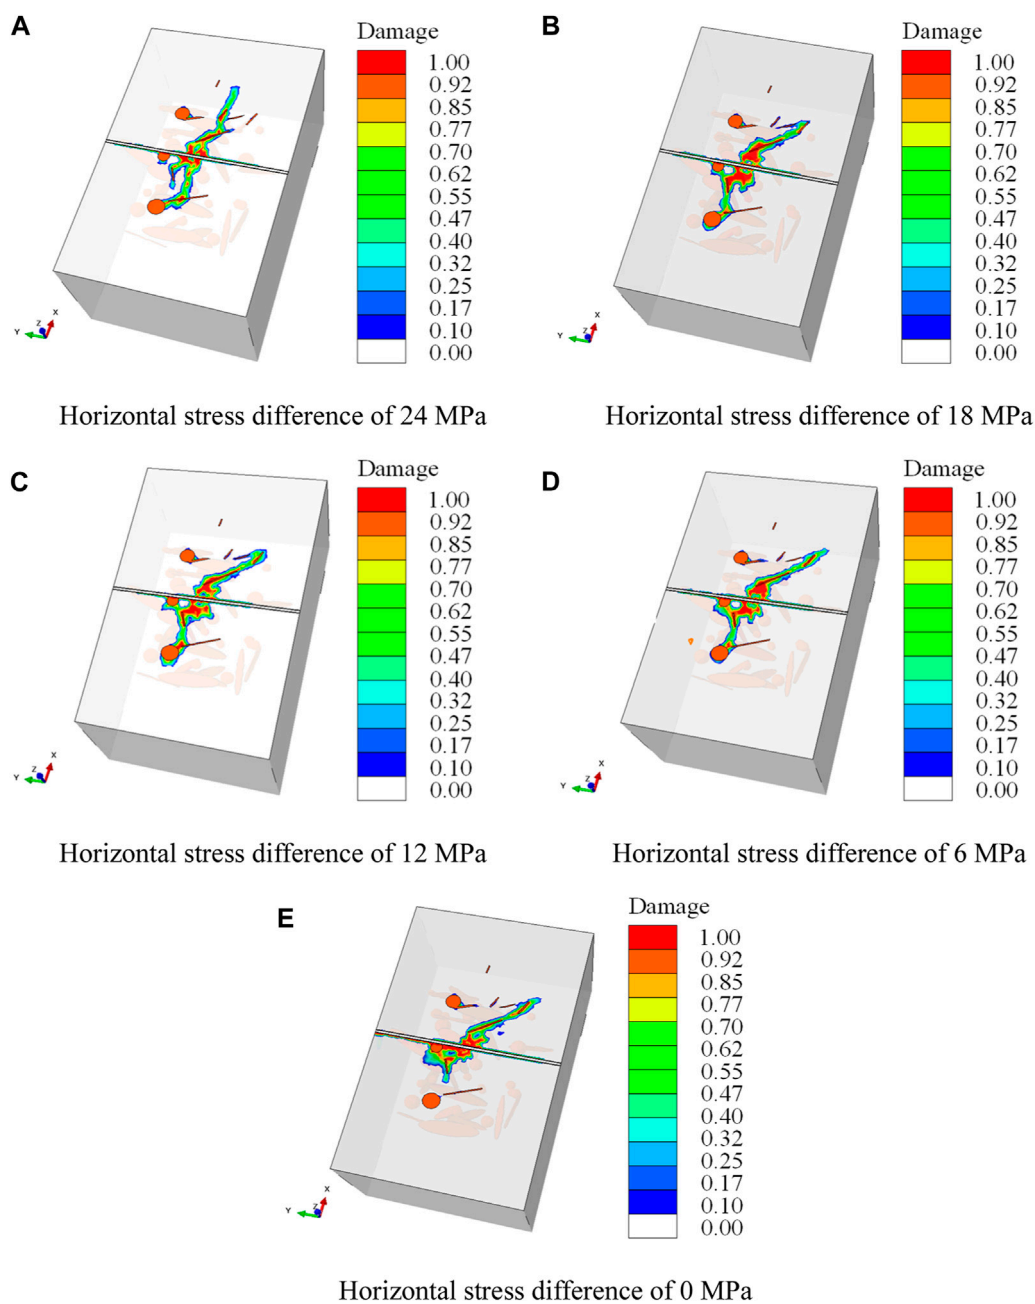 A
Damage
1.00
0.92
0.85
0.77
0.70
0.62
0.55
0.47
0.40
0.32
0.25
0.17
0.10
0.00
X
Y
Z
Horizontal stress difference of 24 MPa
B
Damage
1.00
0.92
0.85
0.77
0.70
0.62
0.55
0.47
0.40
0.32
0.25
0.17
0.10
0.00
X
Y
Z
Horizontal stress difference of 18 MPa
C
Damage
1.00
0.92
0.85
0.77
0.70
0.62
0.55
0.47
0.40
0.32
0.25
0.17
0.10
0.00
X
Y
Z
Horizontal stress difference of 12 MPa
D
Damage
1.00
0.92
0.85
0.77
0.70
0.62
0.55
0.47
0.40
0.32
0.25
0.17
0.10
0.00
X
Y
Z
Horizontal stress difference of 6 MPa
E
Damage
1.00
0.92
0.85
0.77
0.70
0.62
0.55
0.47
0.40
0.32
0.25
0.17
0.10
0.00
X
Y
Z
Horizontal stress difference of 0 MPa